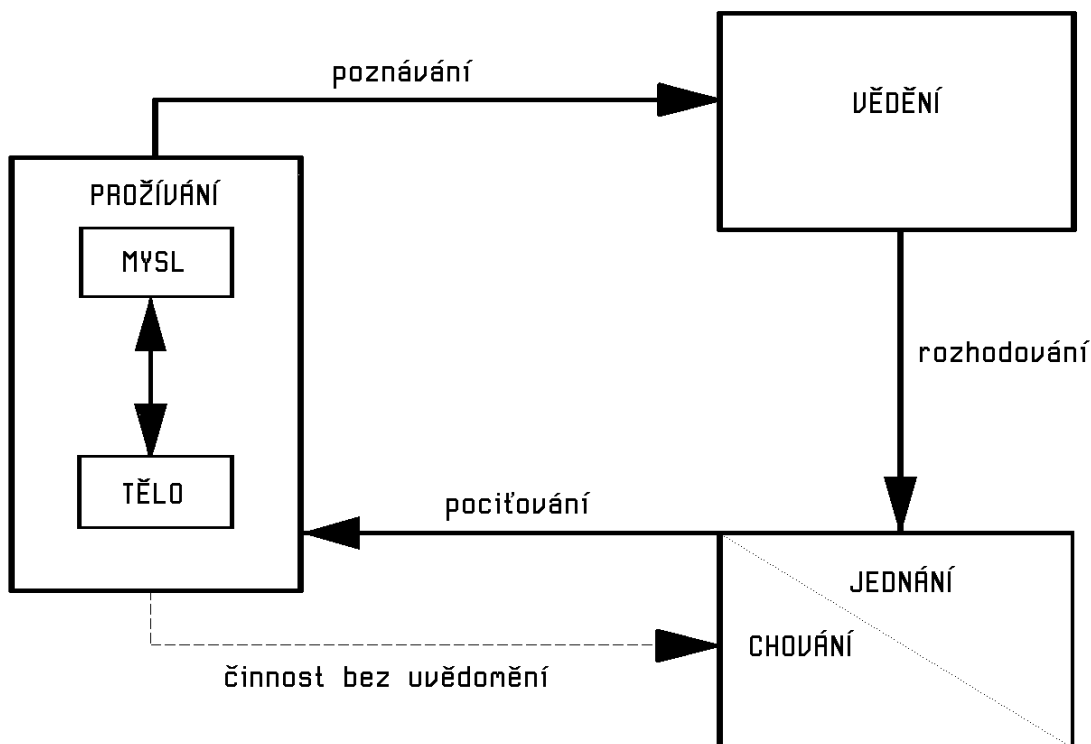 poznávání
VĚDĚNÍ
PROŽÍVÁNÍ
MYSL
rozhodování
TĚLO
pociťování
JEDNÁNÍ
CHOVÁNÍ
činnost bez uvědomění